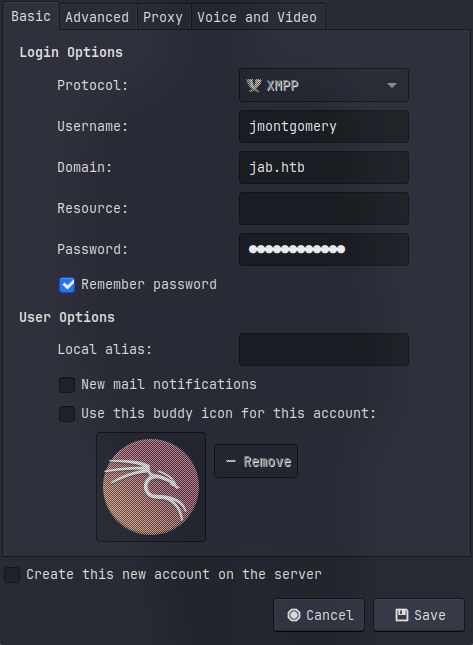 Basic Advanced Proxy Voice and Video
Login Options
Protocol: XMPP
Username: jmontgomery
Domain: jab.htb
Resource:
Password: ●●●●●●●●●●●●
Remember password
User Options
Local alias:
New mail notifications
Use this buddy icon for this account:
Remove
Create this new account on the server
Cancel Save